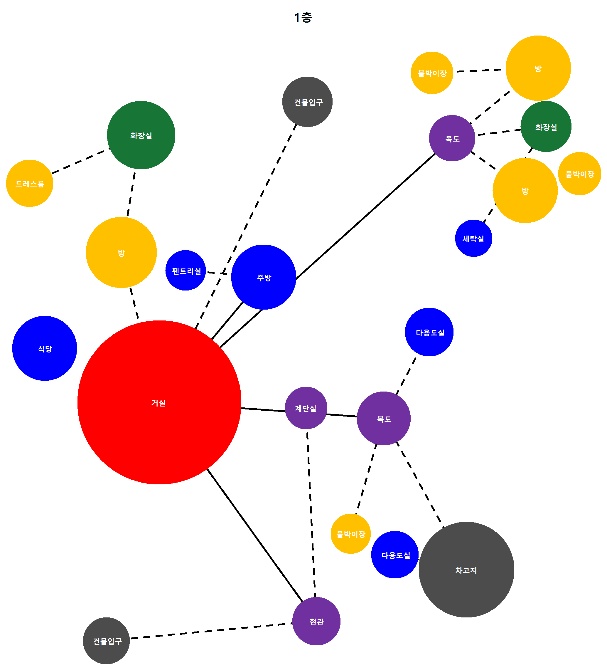 1층
방
붙박이장
건물입구
화장실
복도
화장실
붙박이장
드레스룸
방
세탁실
방
팬트리실
주방
다용도실
식당
거실
계단실
복도
붙박이장
다용도실
차고지
현관
건물입구